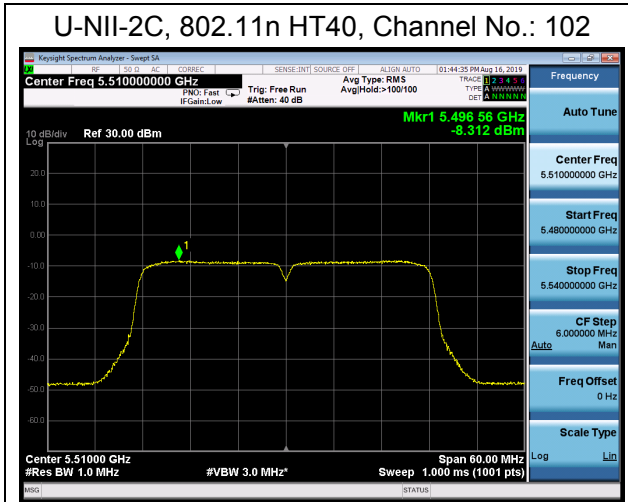 U-NII-2C, 802.11n HT40, Channel No.: 102
Keysight Spectrum Analyzer - Swept SA
RF 50 Ω AC CORREC SENSE:INT SOURCE OFF ALIGN AUTO 01:44:35 PM Aug 16, 2019
Center Freq 5.510000000 GHz Avg Type: RMS TRACE 1 2 3 4 5 6
PNO: Fast Trig: Free Run Avg|Hold:>100/100 TYPE A WWWWW
IFGain:Low #Atten: 40 dB DET A N N N N N
Mkr1 5.496 56 GHz
10 dB/div Ref 30.00 dBm -8.312 dBm
Log
20.0
10.0
0.00
-10.0
-20.0
-30.0
-40.0
-50.0
-60.0
1
Center 5.51000 GHz Span 60.00 MHz
#Res BW 1.0 MHz #VBW 3.0 MHz* Sweep 1.000 ms (1001 pts)
MSG STATUS
Frequency
Auto Tune
Center Freq
5.510000000 GHz
Start Freq
5.480000000 GHz
Stop Freq
5.540000000 GHz
CF Step
6.000000 MHz
Auto Man
Freq Offset
0 Hz
Scale Type
Log Lin